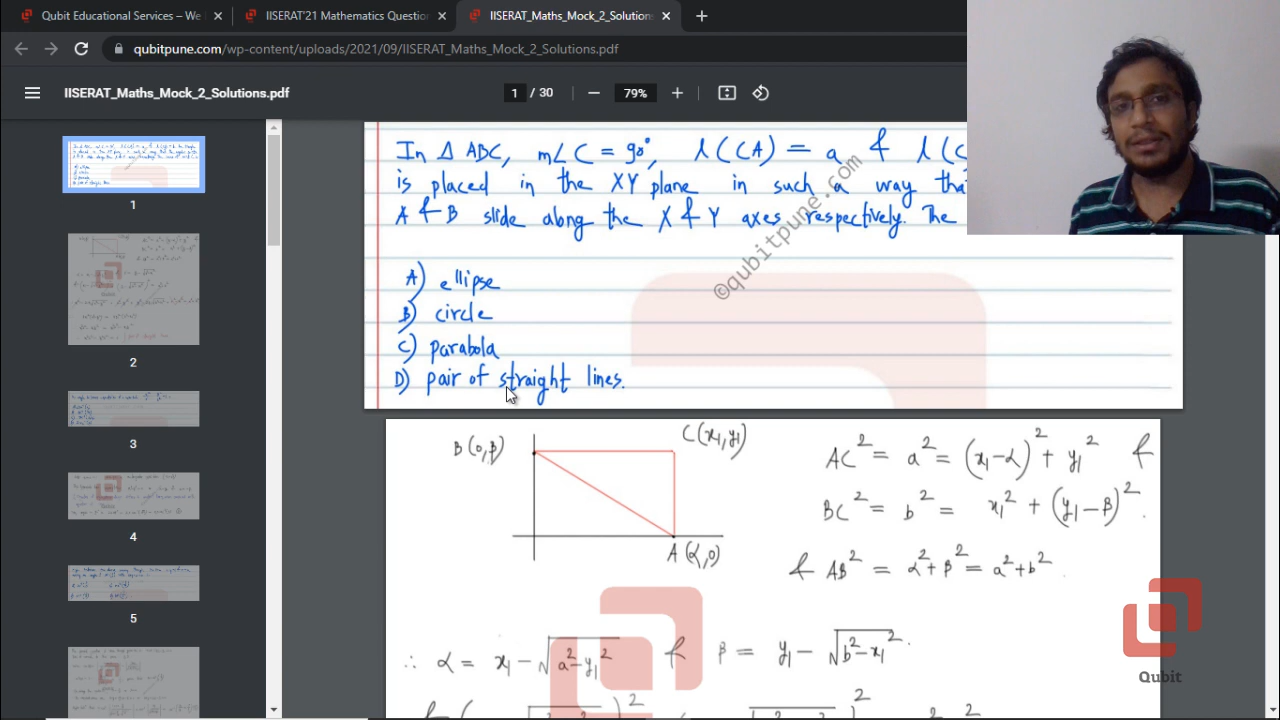 Qubit Educational Services – We
IISERAT'21 Mathematics Question
IISERAT_Maths_Mock_2_Solutions
qubitpune.com/wp-content/uploads/2021/09/IISERAT_Maths_Mock_2_Solutions.pdf
IISERAT_Maths_Mock_2_Solutions.pdf
1 / 30
79%
In Δ ABC, m∠C = 90°, l(CA) = a & l(C
is placed in the XY plane in such a way tha
A & B slide along the X & Y axes respectively. The
©qubitpune.com
A) ellipse
B) circle
C) parabola
D) pair of straight lines.
B(0,β)
C(x₁,y₁)
A(α,0)
AC² = a² = (x₁-α)² + y₁² &
BC² = b² = x₁² + (y₁-β)²
& AB² = α²+β² = a²+b².
∴ α = x₁ - √(a²-y₁²) & β = y₁ - √(b²-x₁²)
1
2
3
4
5
Qubit